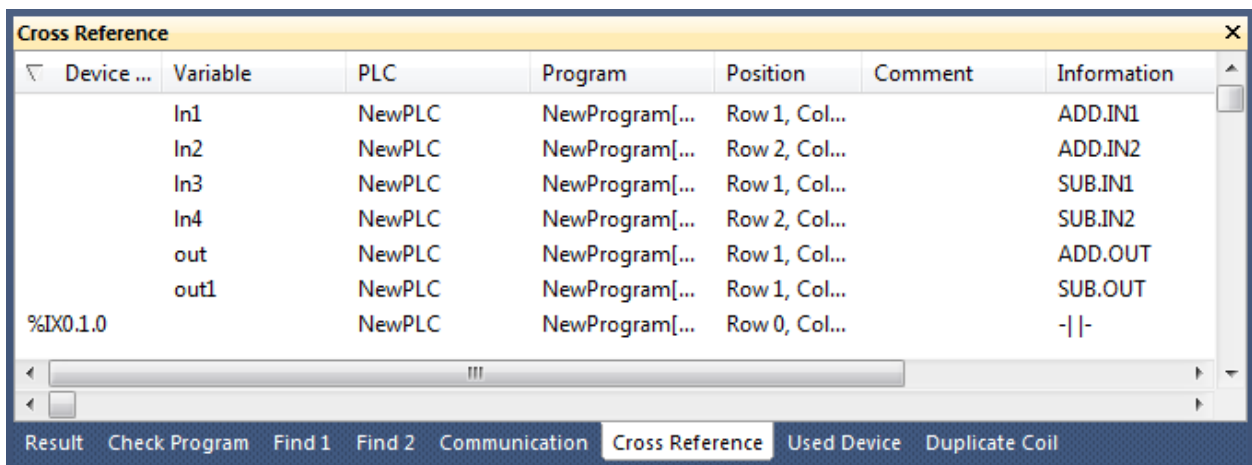 Cross Reference
Device ... Variable PLC Program Position Comment Information
In1 NewPLC NewProgram[... Row 1, Col... ADD.IN1
In2 NewPLC NewProgram[... Row 2, Col... ADD.IN2
In3 NewPLC NewProgram[... Row 1, Col... SUB.IN1
In4 NewPLC NewProgram[... Row 2, Col... SUB.IN2
out NewPLC NewProgram[... Row 1, Col... ADD.OUT
out1 NewPLC NewProgram[... Row 1, Col... SUB.OUT
%IX0.1.0 NewPLC NewProgram[... Row 0, Col... -| |-
Result Check Program Find 1 Find 2 Communication Cross Reference Used Device Duplicate Coil